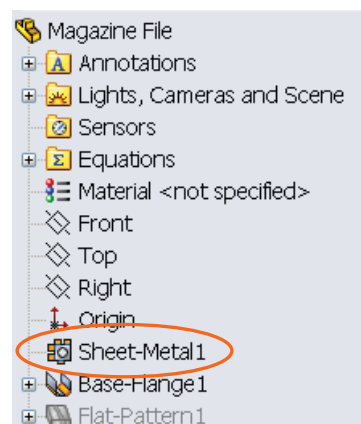 Magazine File
Annotations
Lights, Cameras and Scene
Sensors
Equations
Material <not specified>
Front
Top
Right
Origin
Sheet-Metal1
Base-Flange1
Flat-Pattern1